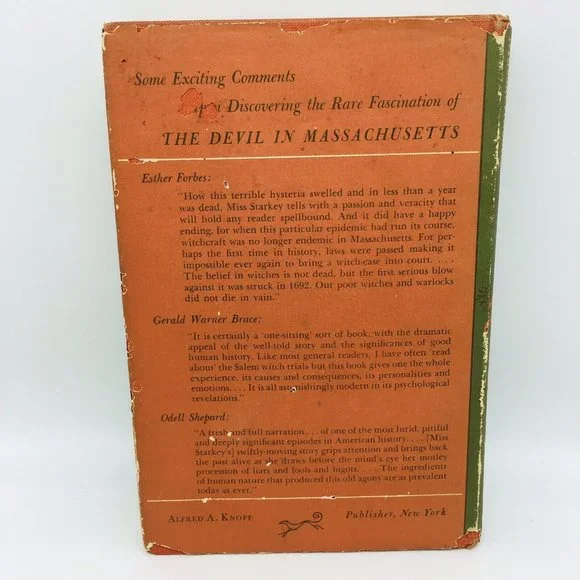 Some Exciting Comments
upon Discovering the Rare Fascination of
THE DEVIL IN MASSACHUSETTS
Esther Forbes:
"How this terrible hysteria swelled and in less than a year
was dead, Miss Starkey tells with a passion and veracity that
will hold any reader spellbound. And it did have a happy
ending, for when this particular epidemic had run its course,
witchcraft was no longer endemic in Massachusetts. For per-
haps the first time in history, laws were passed making it
impossible ever again to bring a witch-case into court. . . .
The belief in witches is not dead, but the first serious blow
against it was struck in 1692. Our poor witches and warlocks
did not die in vain."
Gerald Warner Brace:
"It is certainly a 'one-sitting' sort of book, with the dramatic
appeal of the well-told story and the significances of good
human history. Like most general readers, I have often 'read
about' the Salem witch trials but this book gives one the whole
experience, its causes and consequences, its personalities and
emotions. . . . It is all astonishingly modern in its psychological
revelations."
Odell Shepard:
"A fresh and full narration . . . of one of the most lurid, pitiful
and deeply significant episodes in American history. . . . [Miss
Starkey's] swiftly-moving story grips attention and brings back
the past alive as she draws before the mind's eye her motley
procession of liars and fools and bigots. . . . The ingredients
of human nature that produced this old agony are as prevalent
today as ever."
ALFRED A. KNOPF Publisher, New York